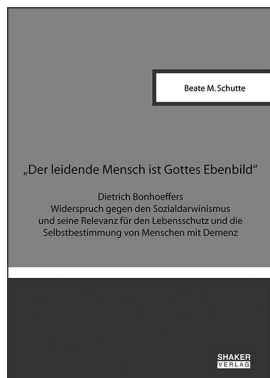 Beate M. Schutte
„Der leidende Mensch ist Gottes Ebenbild“
Dietrich Bonhoeffers
Widerspruch gegen den Sozialdarwinismus
und seine Relevanz für den Lebensschutz und die
Selbstbestimmung von Menschen mit Demenz
SHAKER
VERLAG